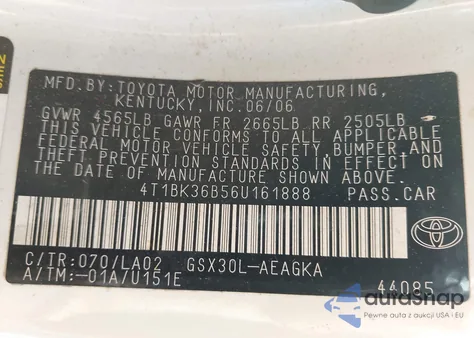 MFD.BY:TOYOTA MOTOR MANUFACTURING,
KENTUCKY, INC.06/06
GVWR 4565LB GAWR FR 2665LB RR 2505LB
THIS VEHICLE CONFORMS TO ALL APPLICABLE
FEDERAL MOTOR VEHICLE SAFETY, BUMPER, AND
THEFT PREVENTION STANDARDS IN EFFECT ON
THE DATE OF MANUFACTURE SHOWN ABOVE.
4T1BK36B56U161888 PASS.CAR
C/TR:070/LA02 GSX30L-AEAGKA
A/TM:-01A/U151E 44085
autosnap
Pewne auta z aukcji USA i EU